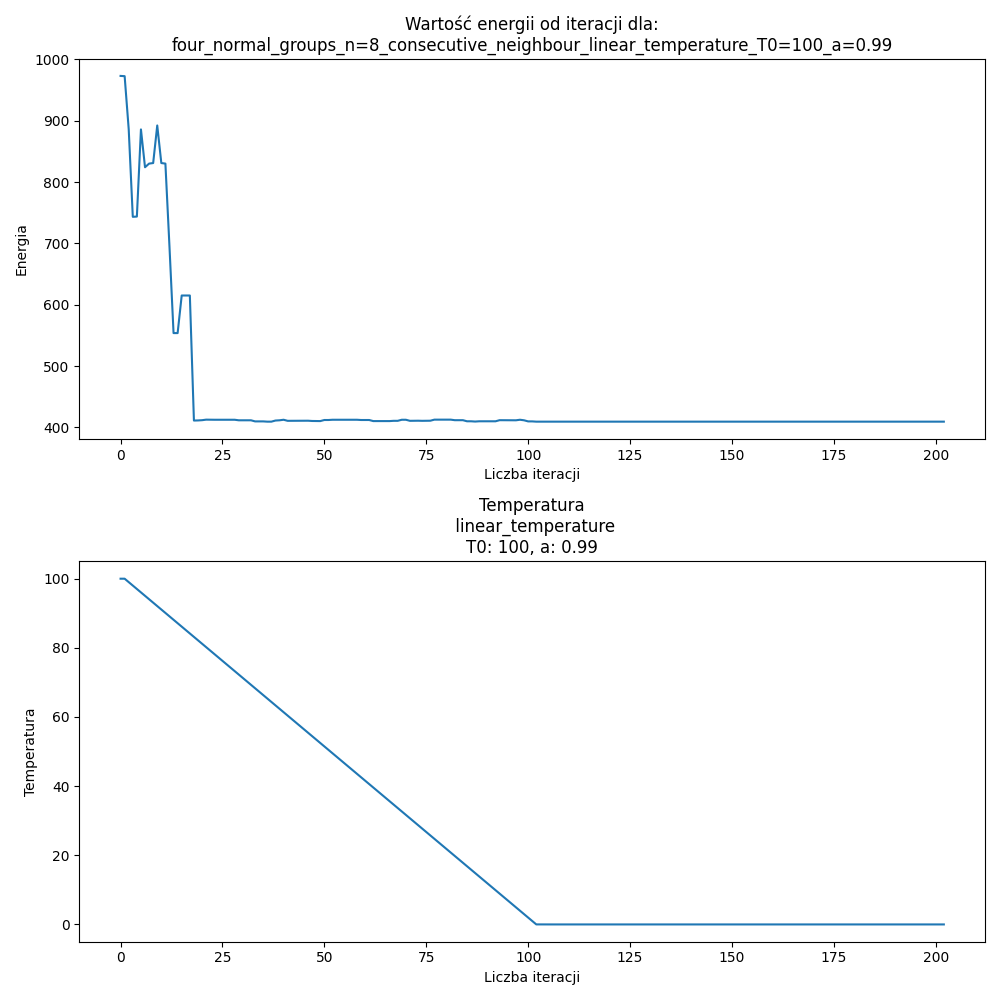 Wartość energii od iteracji dla:
four_normal_groups_n=8_consecutive_neighbour_linear_temperature_T0=100_a=0.99
1000
900
800
700
600
500
400
Energia
0 25 50 75 100 125 150 175 200
Liczba iteracji
Temperatura
linear_temperature
T0: 100, a: 0.99
100
80
60
40
20
0
Temperatura
0 25 50 75 100 125 150 175 200
Liczba iteracji